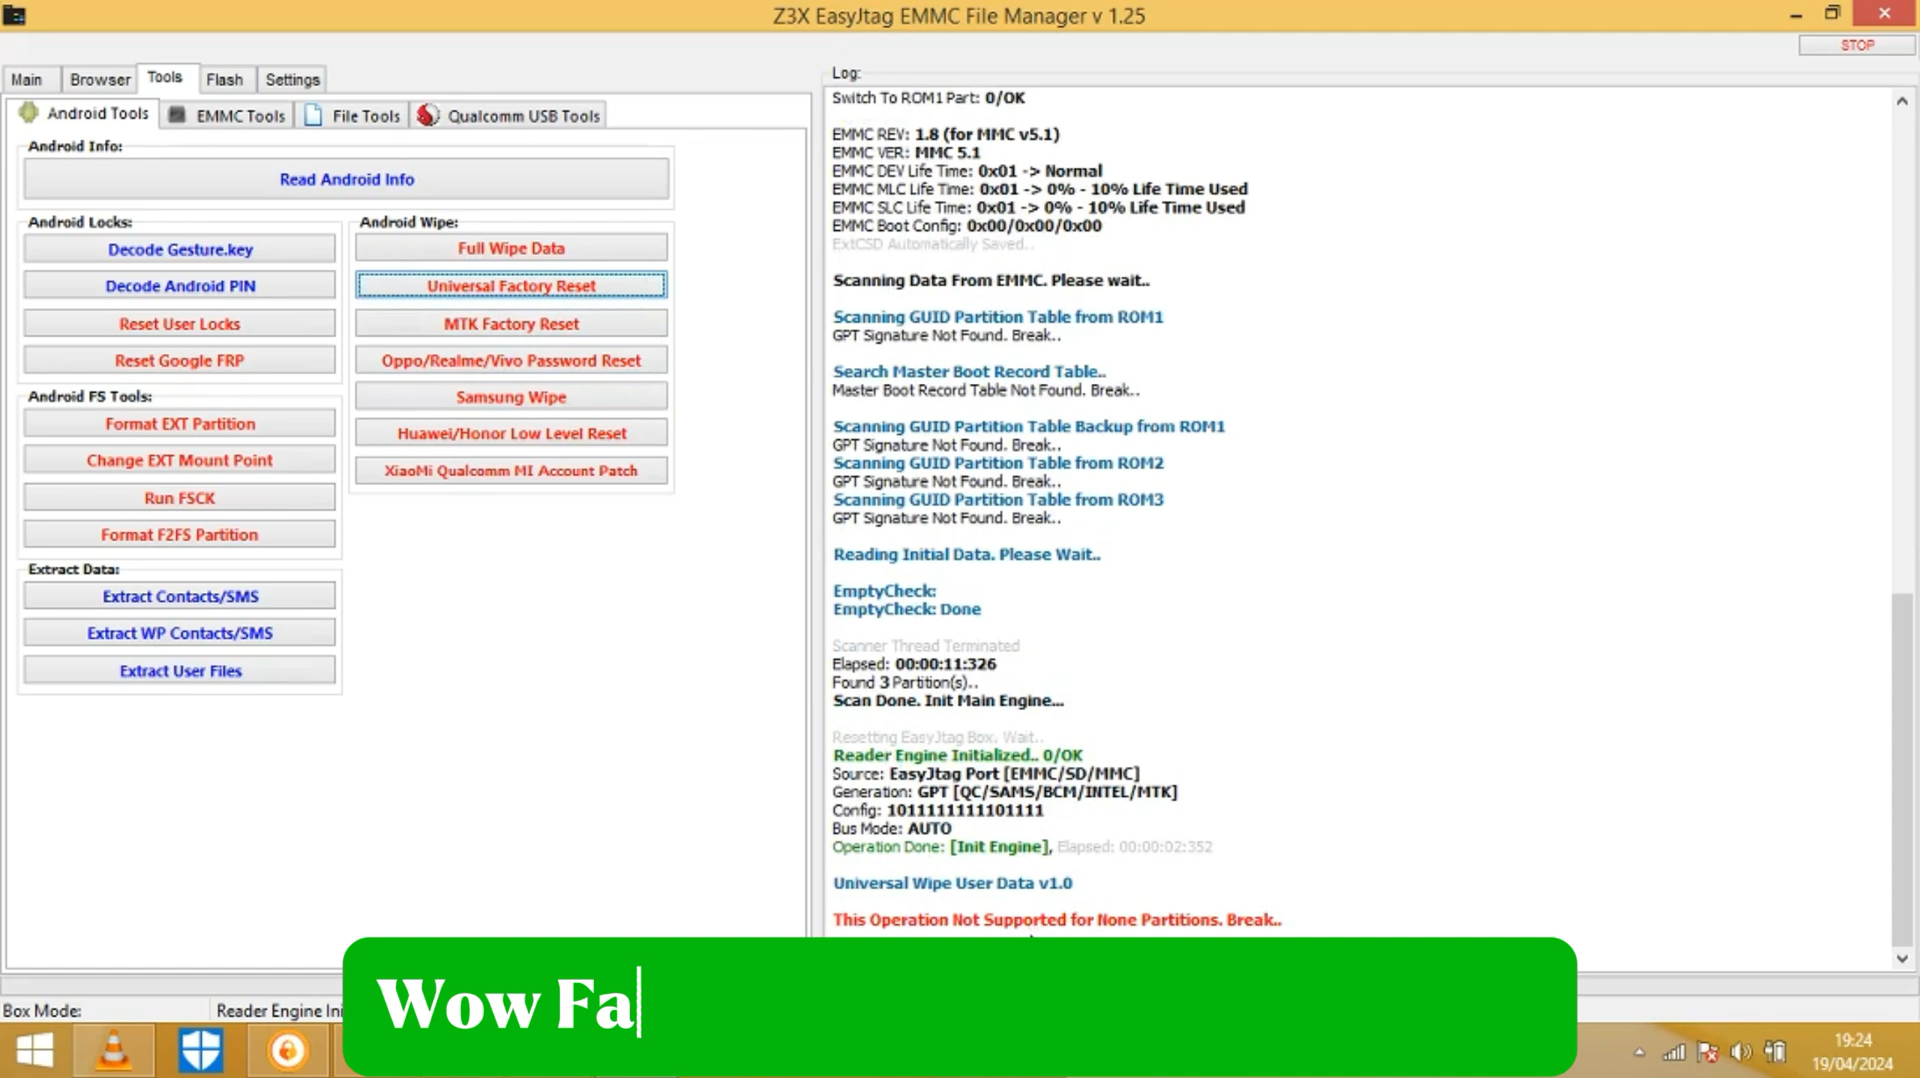 Z3X EasyJtag EMMC File Manager v 1.25
STOP
Main
Browser
Tools
Flash
Settings
Android Tools
EMMC Tools
File Tools
Qualcomm USB Tools
Android Info:
Read Android Info
Android Locks:
Decode Gesture.key
Decode Android PIN
Reset User Locks
Reset Google FRP
Android FS Tools:
Format EXT Partition
Change EXT Mount Point
Run FSCK
Format F2FS Partition
Extract Data:
Extract Contacts/SMS
Extract WP Contacts/SMS
Extract User Files
Android Wipe:
Full Wipe Data
Universal Factory Reset
MTK Factory Reset
Oppo/Realme/Vivo Password Reset
Samsung Wipe
Huawei/Honor Low Level Reset
XiaoMi Qualcomm MI Account Patch
Log:
Switch To ROM1 Part: 0/OK
EMMC REV: 1.8 (for MMC v5.1)
EMMC VER: MMC 5.1
EMMC DEV Life Time: 0x01 -> Normal
EMMC MLC Life Time: 0x01 -> 0% - 10% Life Time Used
EMMC SLC Life Time: 0x01 -> 0% - 10% Life Time Used
EMMC Boot Config: 0x00/0x00/0x00
ExtCSD Automatically Saved..
Scanning Data From EMMC. Please wait..
Scanning GUID Partition Table from ROM1
GPT Signature Not Found. Break..
Search Master Boot Record Table..
Master Boot Record Table Not Found. Break..
Scanning GUID Partition Table Backup from ROM1
GPT Signature Not Found. Break..
Scanning GUID Partition Table from ROM2
GPT Signature Not Found. Break..
Scanning GUID Partition Table from ROM3
GPT Signature Not Found. Break..
Reading Initial Data. Please Wait..
EmptyCheck:
EmptyCheck: Done
Scanner Thread Terminated
Elapsed: 00:00:11:326
Found 3 Partition(s)..
Scan Done. Init Main Engine...
Resetting EasyJtag Box, Wait..
Reader Engine Initialized.. 0/OK
Source: EasyJtag Port [EMMC/SD/MMC]
Generation: GPT [QC/SAMS/BCM/INTEL/MTK]
Config: 1011111111101111
Bus Mode: AUTO
Operation Done: [Init Engine], Elapsed: 00:00:02:352
Universal Wipe User Data v1.0
This Operation Not Supported for None Partitions. Break..
Wow Fa
Box Mode:
Reader Engine Ini
19:24
19/04/2024